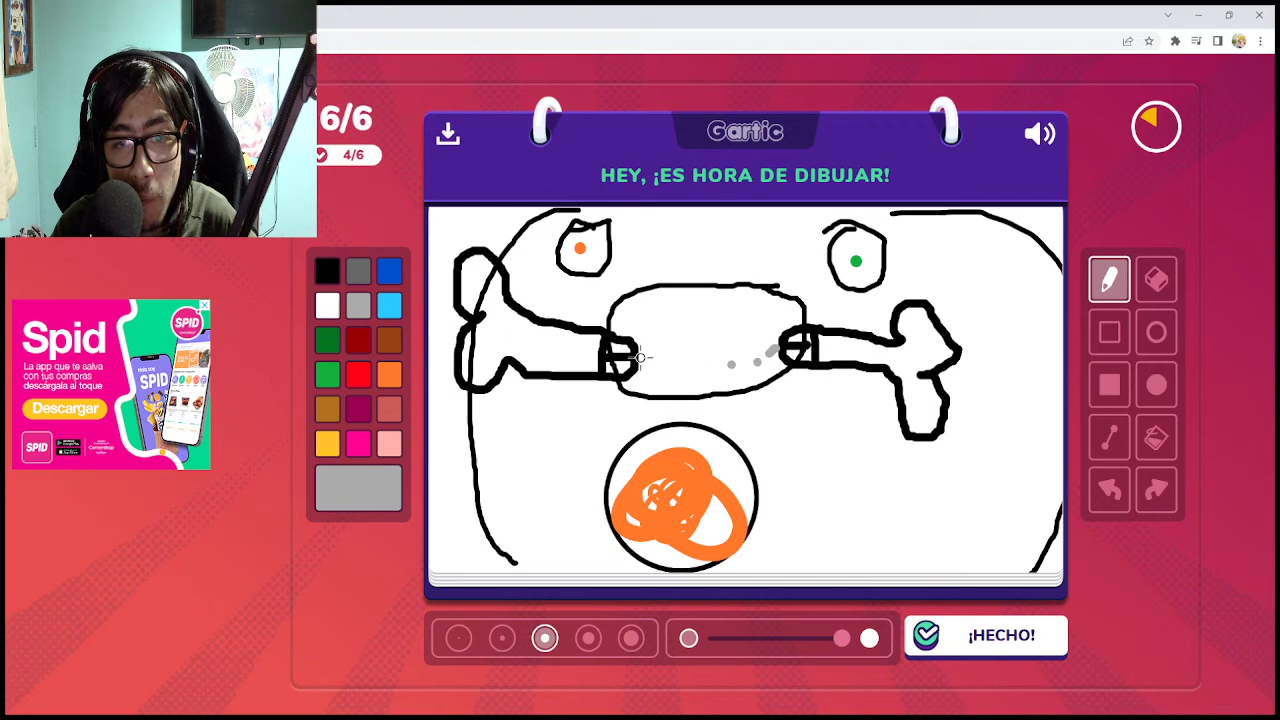 6/6
4/6
Gartic
HEY, ¡ES HORA DE DIBUJAR!
Spid
SPID
La app que te salva
con tus compras
descárgala al toque
Descargar
SPID
¡HECHO!